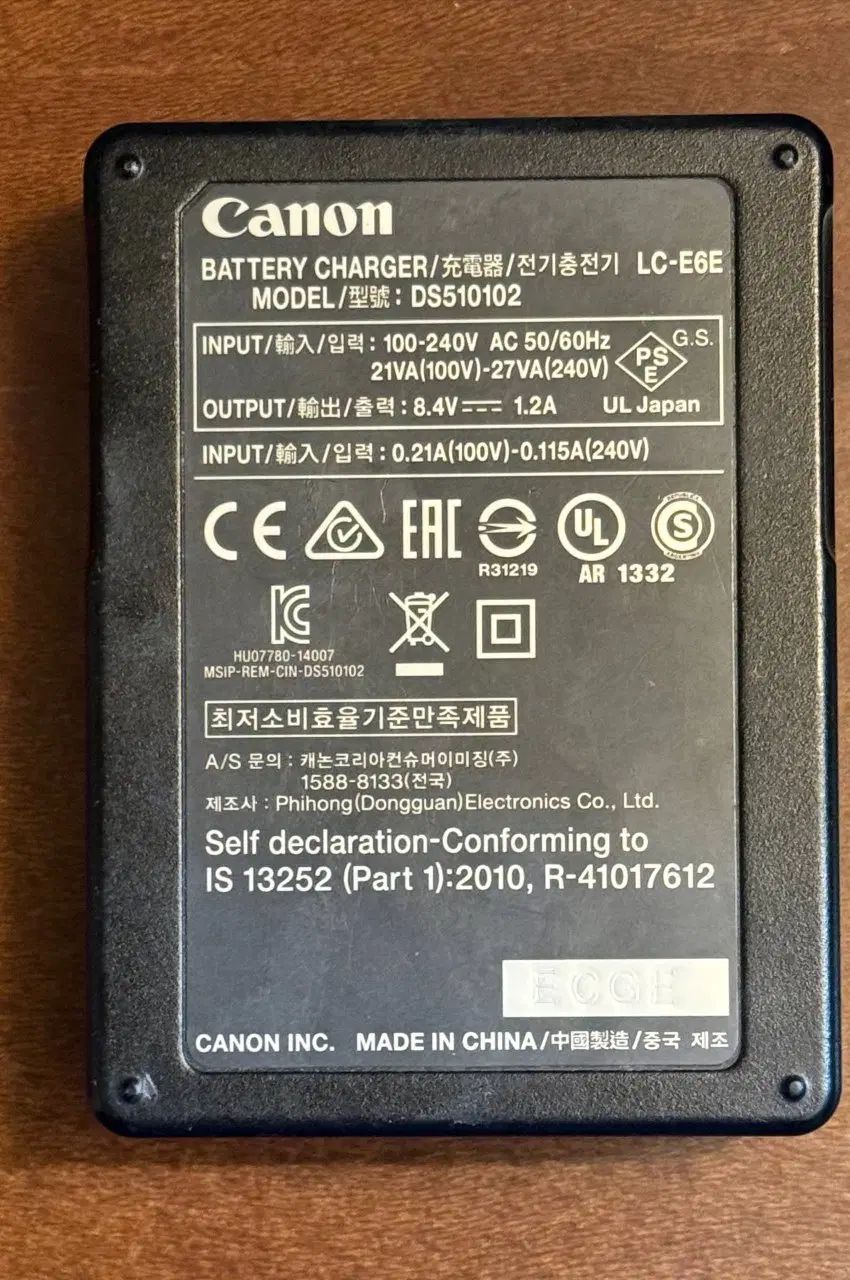 Canon
BATTERY CHARGER/充電器/전기충전기 LC-E6E
MODEL/型號: DS510102
INPUT/輸入/입력: 100-240V AC 50/60Hz
21VA(100V)-27VA(240V)
G.S.
PSE
OUTPUT/輸出/출력: 8.4V 1.2A UL Japan
INPUT/輸入/입력: 0.21A(100V)-0.115A(240V)
CE EAC UL S
R31219 AR 1332
HU07780-14007
MSIP-REM-CIN-DS510102
최저소비효율기준만족제품
A/S 문의 : 캐논코리아컨슈머이미징(주)
1588-8133(전국)
제조사 : Phihong(Dongguan)Electronics Co., Ltd.
Self declaration-Conforming to
IS 13252 (Part 1):2010, R-41017612
CANON INC. MADE IN CHINA/中國製造/중국 제조